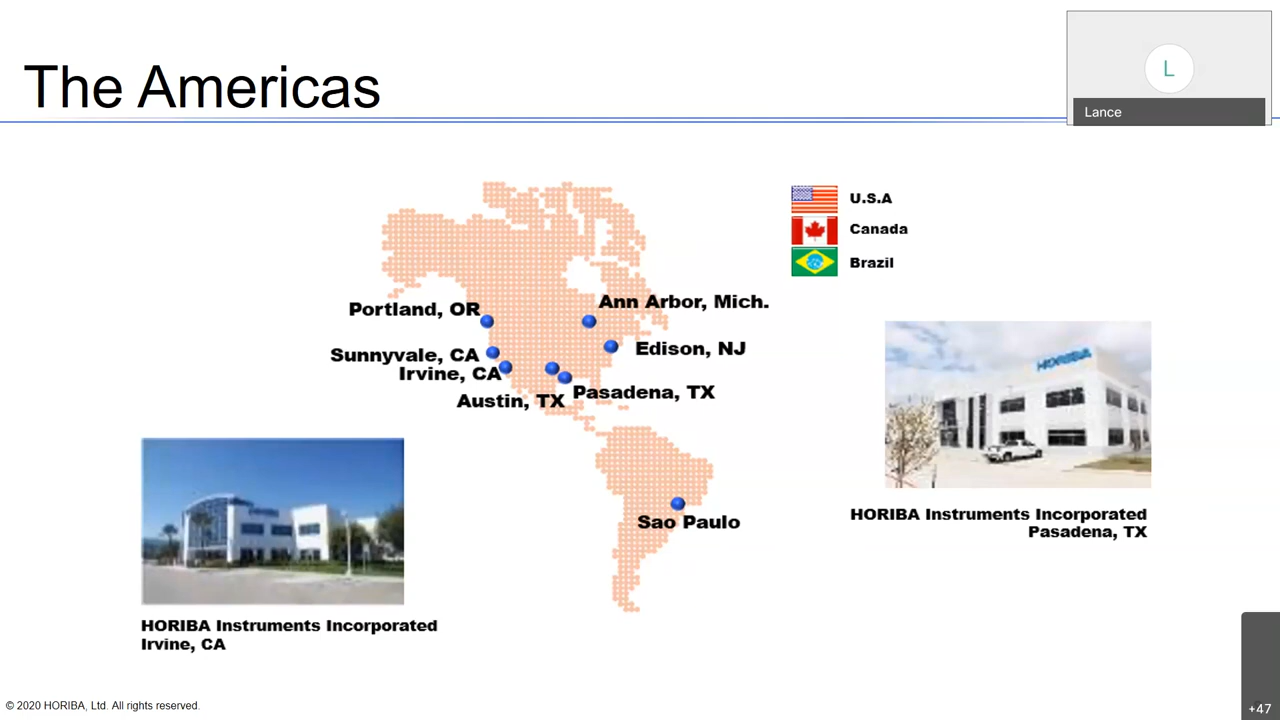 The Americas
L
Lance
U.S.A
Canada
Brazil
Portland, OR
Ann Arbor, Mich.
Sunnyvale, CA
Edison, NJ
Irvine, CA
Austin, TX
Pasadena, TX
Sao Paulo
HORIBA
HORIBA Instruments Incorporated
Pasadena, TX
HORIBA Instruments Incorporated
Irvine, CA
© 2020 HORIBA, Ltd. All rights reserved.
+47